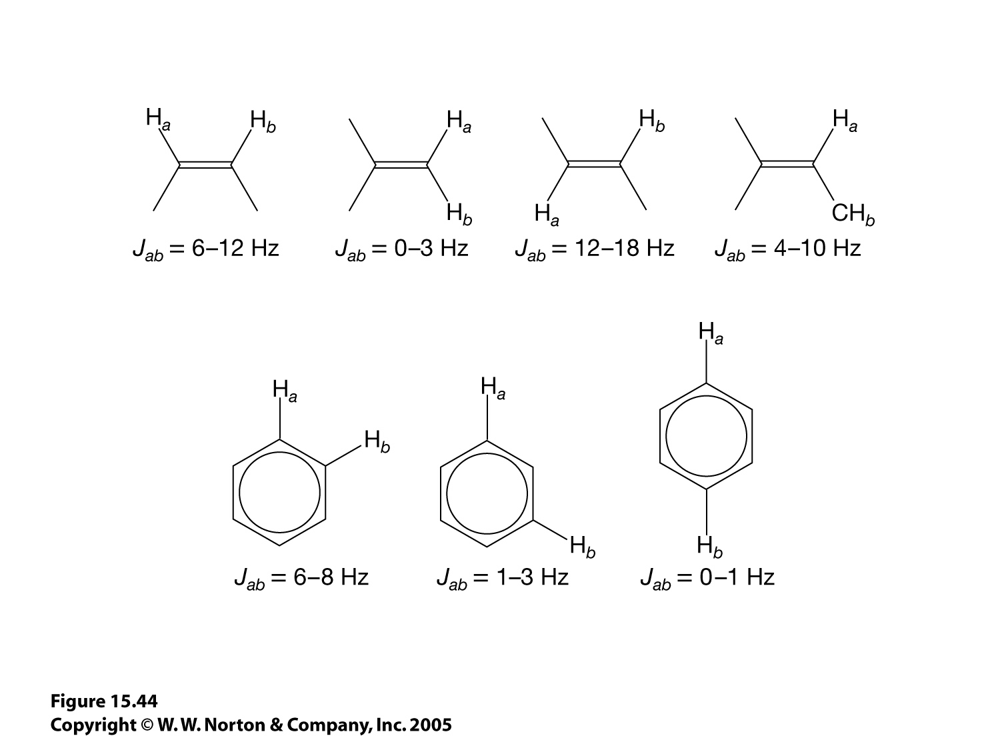 Ha Hb Ha Hb Ha
Ha Hb CHb
Jab = 6–12 Hz Jab = 0–3 Hz Jab = 12–18 Hz Jab = 4–10 Hz
Ha
Ha Ha
Hb
Hb Hb
Jab = 6–8 Hz Jab = 1–3 Hz Jab = 0–1 Hz
Figure 15.44
Copyright © W. W. Norton & Company, Inc. 2005